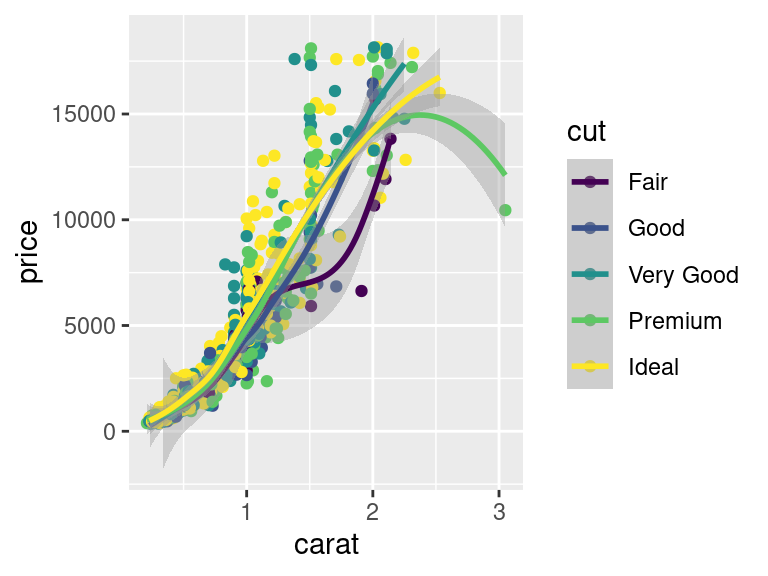 15000
10000
5000
0
price
1
2
3
carat
cut
Fair
Good
Very Good
Premium
Ideal